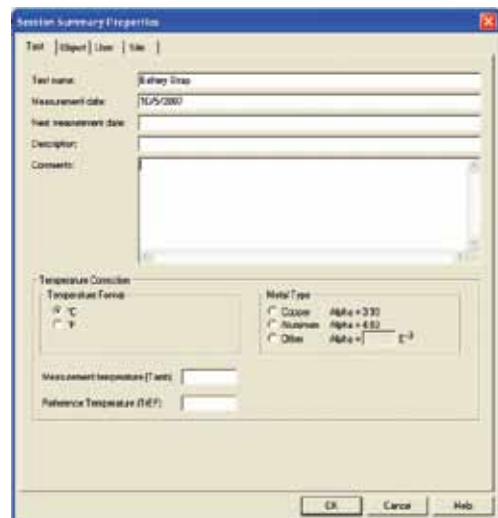 Session Summary Properties
Test Object User Site
Test name: Battery Strap
Measurement date: 10/5/2007
Next measurement date:
Description:
Comments:
Temperature Correction
Temperature Format
°C
°F
Metal Type
Copper Alpha = 3.93
Aluminum Alpha = 4.03
Other Alpha = E-3
Measurement temperature (Tamb)
Reference Temperature (TREF)
OK Cancel Help